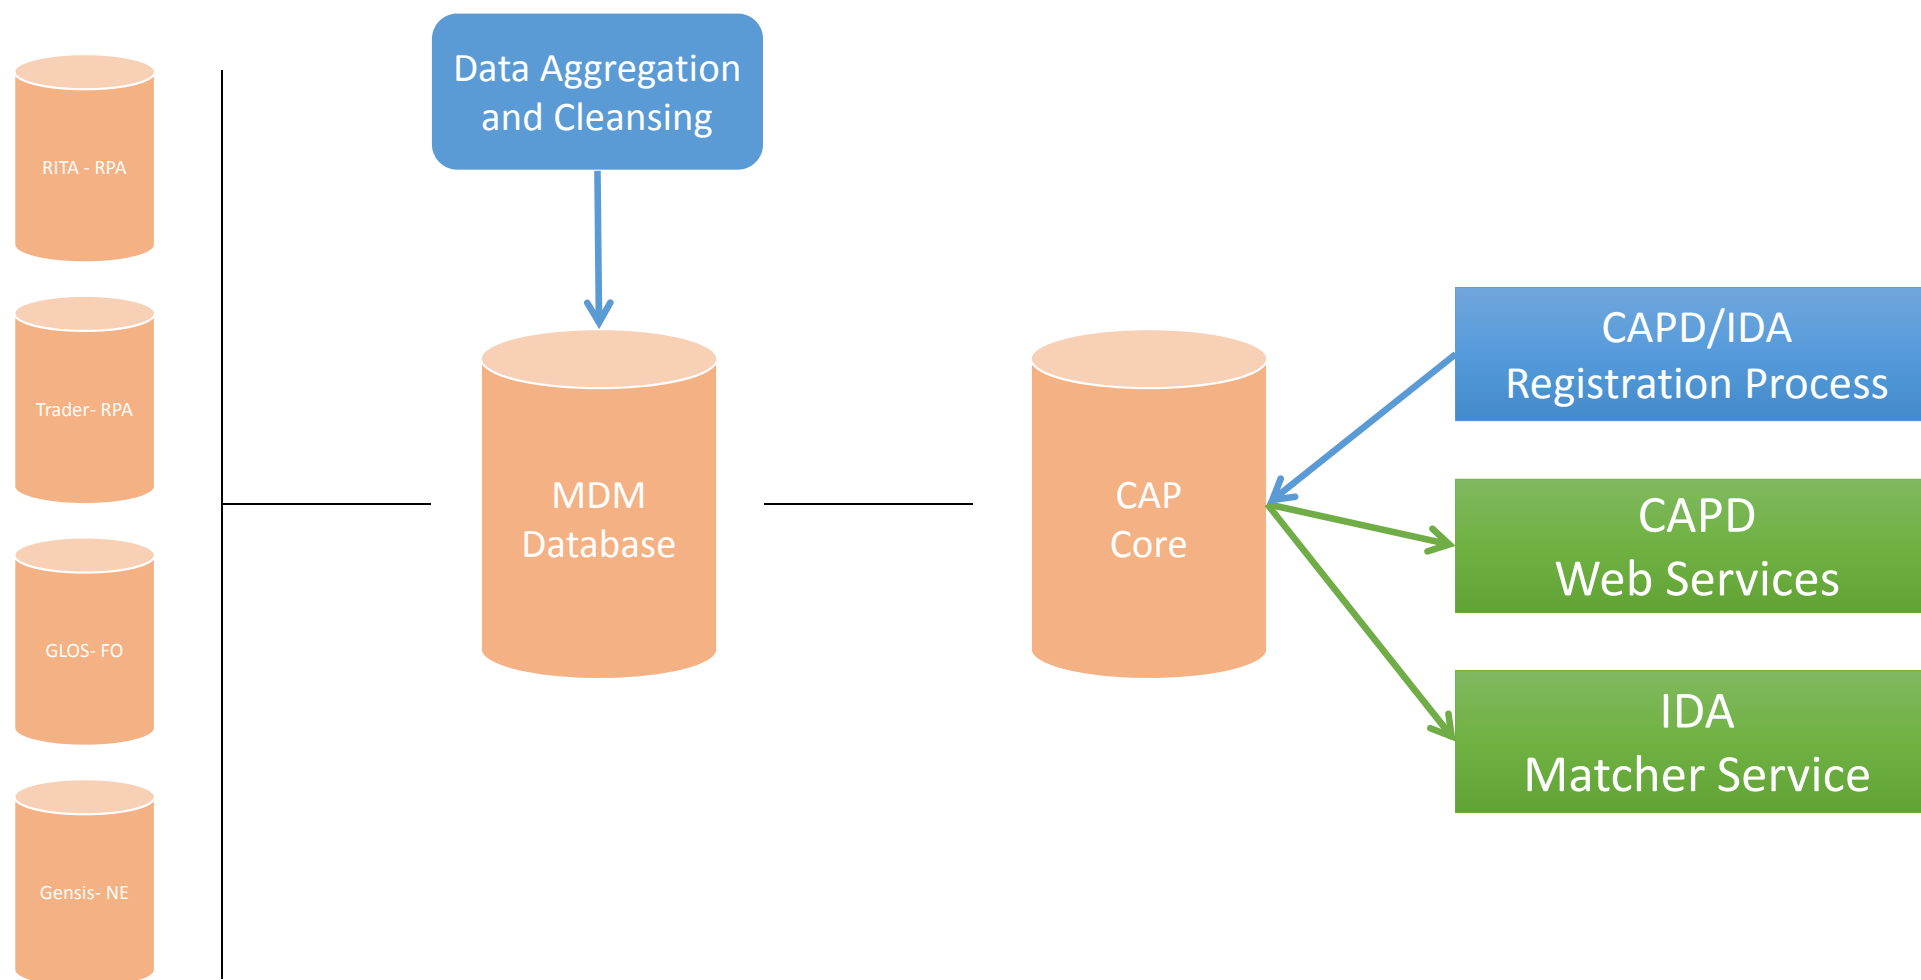 Data Aggregation
and Cleansing
RITA - RPA
Trader- RPA
GLOS- FO
Gensis- NE
MDM
Database
CAP
Core
CAPD/IDA
Registration Process
CAPD
Web Services
IDA
Matcher Service